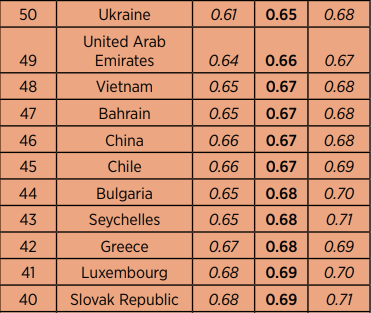 50 Ukraine 0.61 0.65 0.68
United Arab
49 Emirates 0.64 0.66 0.67
48 Vietnam 0.65 0.67 0.68
47 Bahrain 0.65 0.67 0.68
46 China 0.66 0.67 0.68
45 Chile 0.66 0.67 0.69
44 Bulgaria 0.65 0.68 0.70
43 Seychelles 0.65 0.68 0.71
42 Greece 0.67 0.68 0.69
41 Luxembourg 0.68 0.69 0.70
40 Slovak Republic 0.68 0.69 0.71